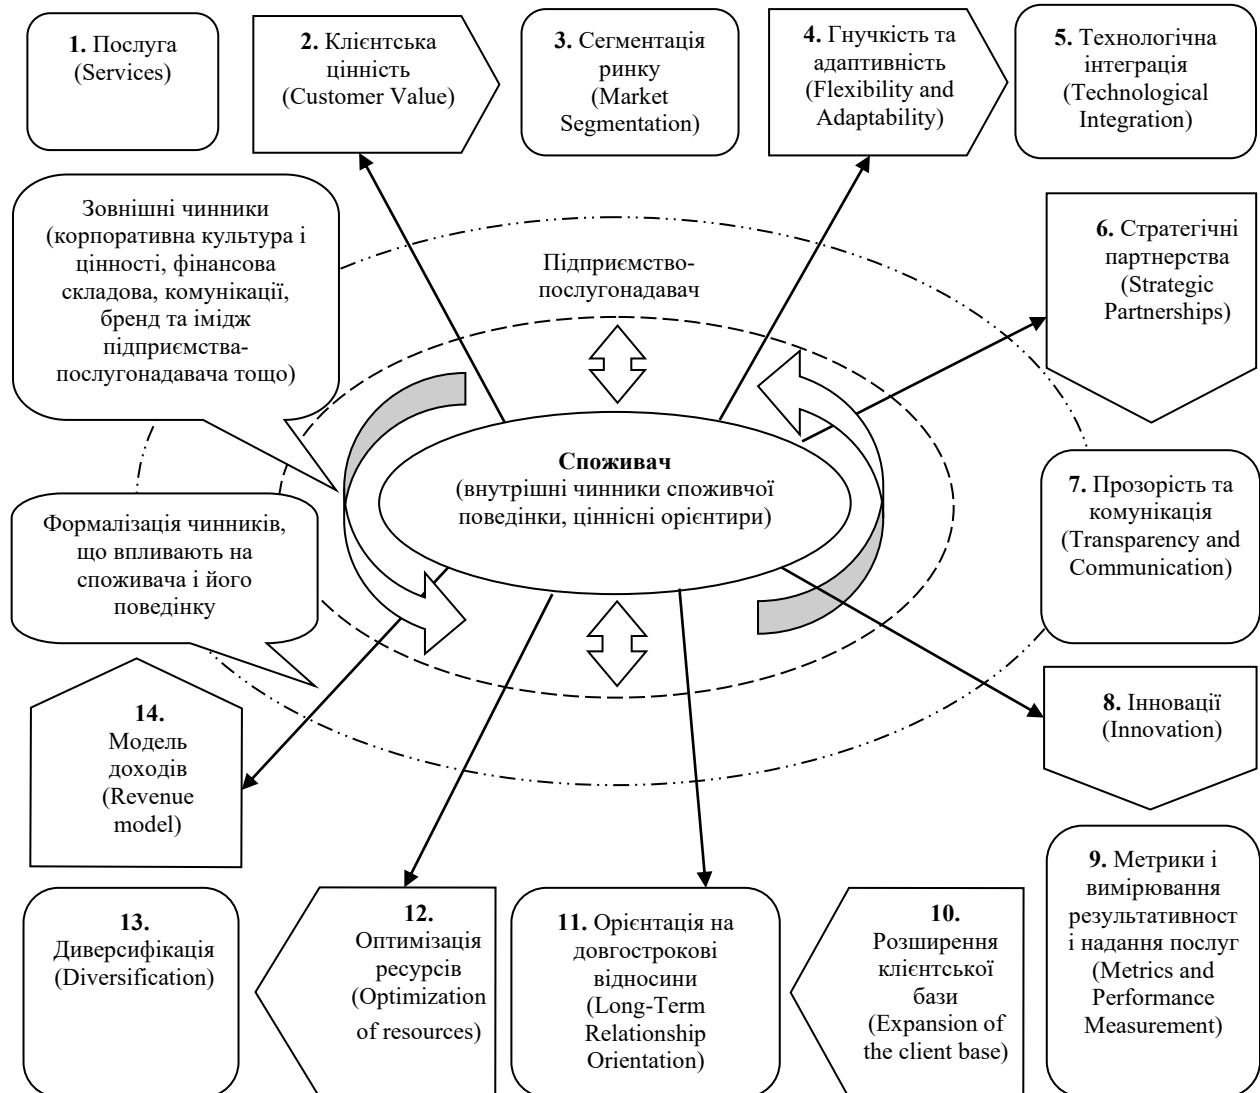 1. Послуга
(Services)
2. Клієнтська
цінність
(Customer Value)
3. Сегментація
ринку
(Market
Segmentation)
4. Гнучкість та
адаптивність
(Flexibility and
Adaptability)
5. Технологічна
інтеграція
(Technological
Integration)
Зовнішні чинники
(корпоративна культура і
цінності, фінансова
складова, комунікації,
бренд та імідж
підприємства-
послугонадавача тощо)
Підприємство-
послугонадавач
6. Стратегічні
партнерства
(Strategic
Partnerships)
Споживач
(внутрішні чинники споживчої
поведінки, ціннісні орієнтири)
7. Прозорість та
комунікація
(Transparency and
Communication)
Формалізація чинників,
що впливають на
споживача і його
поведінку
8. Інновації
(Innovation)
14.
Модель
доходів
(Revenue
model)
9. Метрики і
вимірювання
результативност
і надання послуг
(Metrics and
Performance
Measurement)
13.
Диверсифікація
(Diversification)
12.
Оптимізація
ресурсів
(Optimization
of resources)
11. Орієнтація на
довгострокові
відносини
(Long-Term
Relationship
Orientation)
10.
Розширення
клієнтської
бази
(Expansion of
the client base)